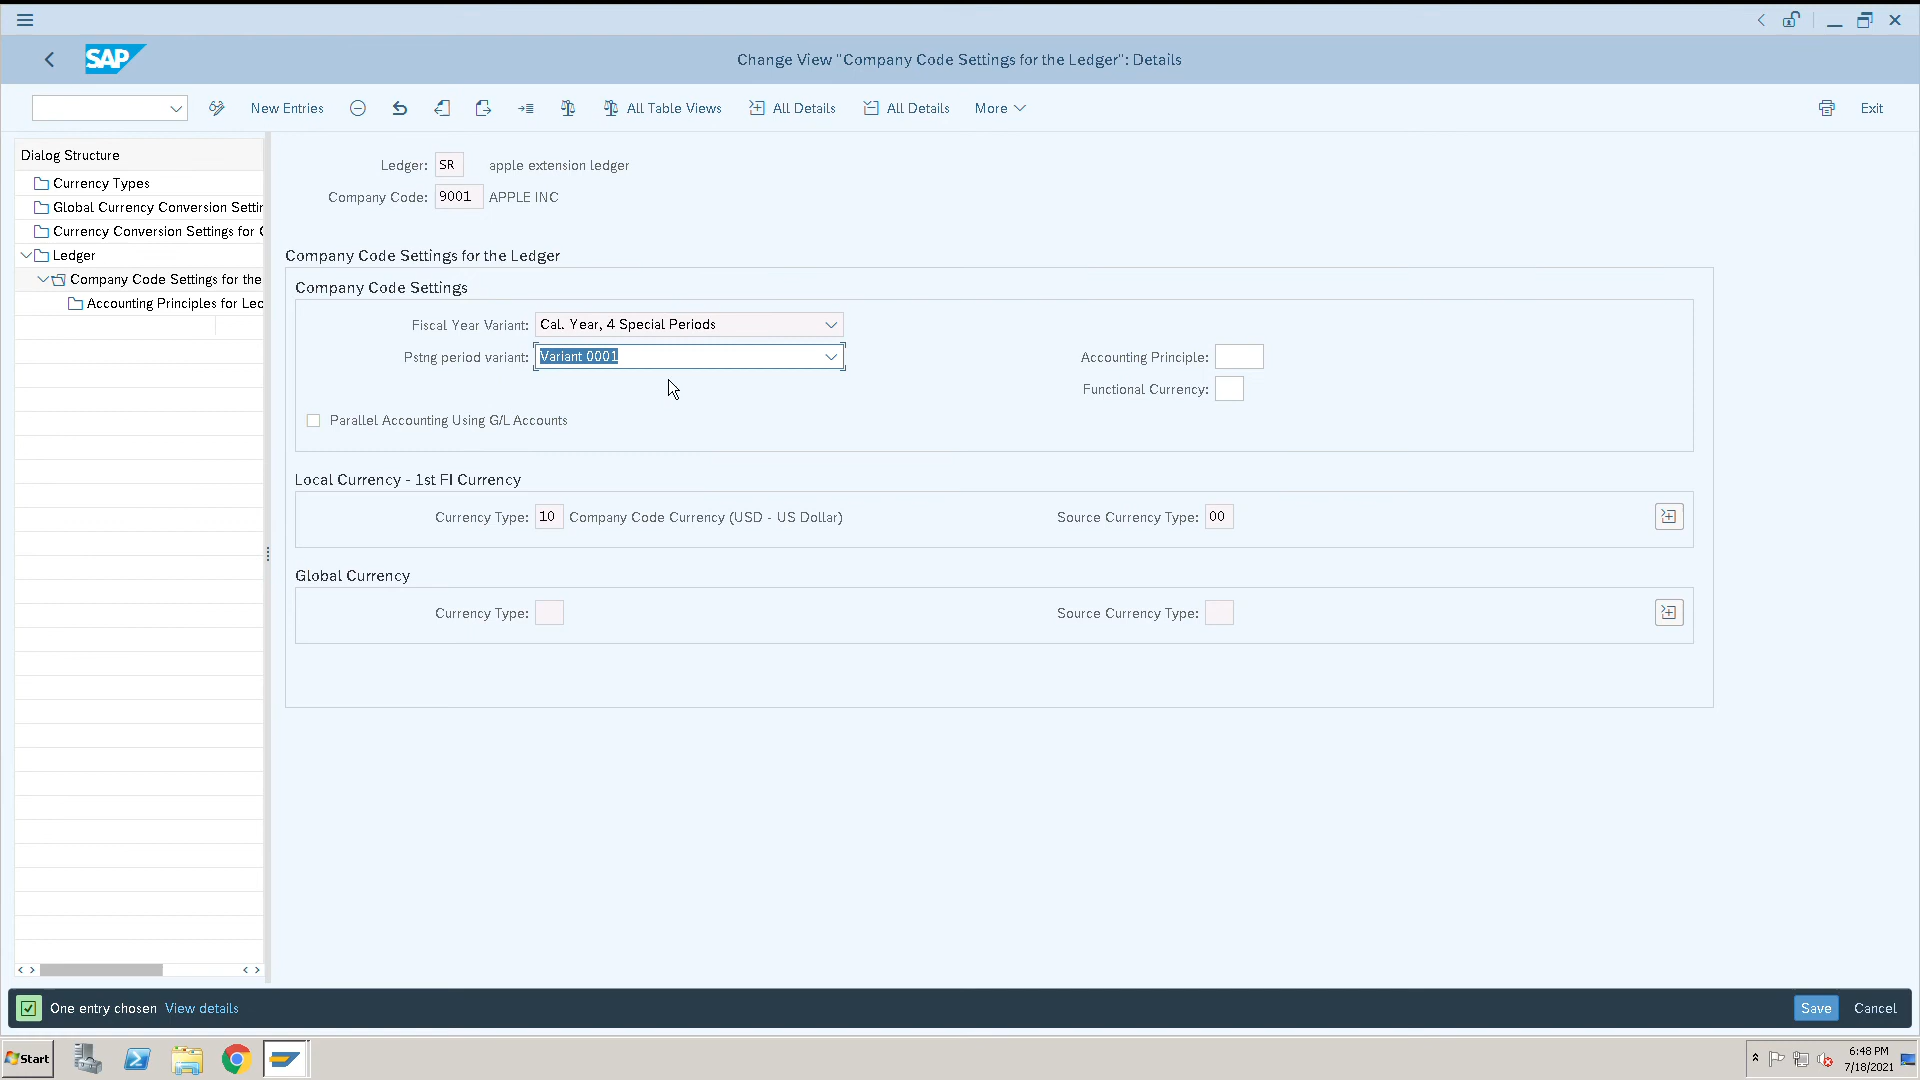 SAP
Change View "Company Code Settings for the Ledger": Details
New Entries
All Table Views
All Details
All Details
More
Exit
Dialog Structure
Currency Types
Global Currency Conversion Settin
Currency Conversion Settings for C
Ledger
Company Code Settings for the
Accounting Principles for Lec
Ledger: SR apple extension ledger
Company Code: 9001 APPLE INC
Company Code Settings for the Ledger
Company Code Settings
Fiscal Year Variant: Cal. Year, 4 Special Periods
Pstng period variant: Variant 0001
Accounting Principle:
Functional Currency:
Parallel Accounting Using G/L Accounts
Local Currency - 1st FI Currency
Currency Type: 10 Company Code Currency (USD - US Dollar)
Source Currency Type: 00
Global Currency
Currency Type:
Source Currency Type:
One entry chosen View details
Save
Cancel
Start
6:48 PM
7/18/2021